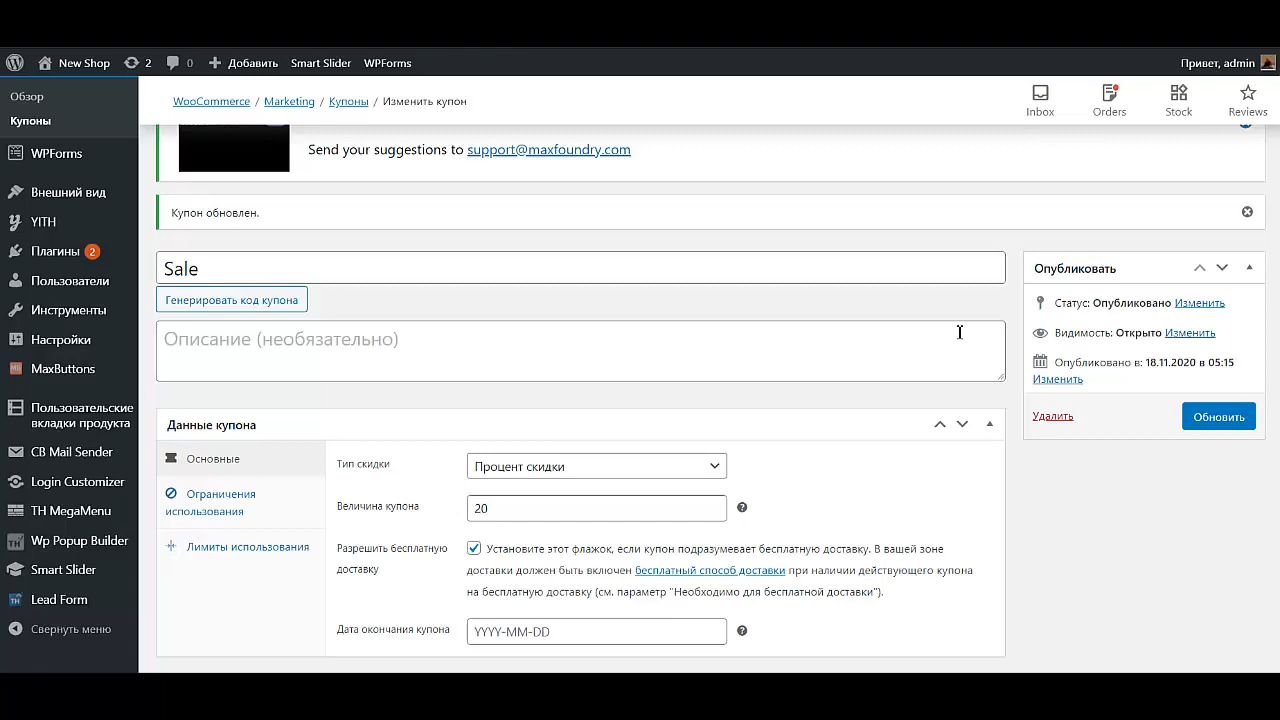 New Shop 2 0 Добавить Smart Slider WPForms Привет, admin
Обзор
Купоны
WPForms
Внешний вид
YITH
Плагины 2
Пользователи
Инструменты
Настройки
MaxButtons
Пользовательские
вкладки продукта
CB Mail Sender
Login Customizer
TH MegaMenu
Wp Popup Builder
Smart Slider
Lead Form
Свернуть меню
WooCommerce / Marketing / Купоны / Изменить купон
Inbox Orders Stock Reviews
Send your suggestions to support@maxfoundry.com
Купон обновлен.
Sale
Генерировать код купона
Описание (необязательно)
Данные купона
Основные
Ограничения
использования
Лимиты использования
Тип скидки Процент скидки
Величина купона 20
Разрешить бесплатную
доставку
Установите этот флажок, если купон подразумевает бесплатную доставку. В вашей зоне
доставки должен быть включен бесплатный способ доставки при наличии действующего купона
на бесплатную доставку (см. параметр "Необходимо для бесплатной доставки").
Дата окончания купона YYYY-MM-DD
Опубликовать
Статус: Опубликовано Изменить
Видимость: Открыто Изменить
Опубликовано в: 18.11.2020 в 05:15
Изменить
Удалить Обновить